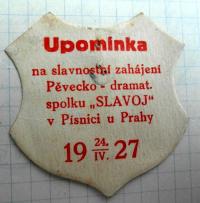 Upomínka
na slavnostní zahájení
Pěvecko - dramat.
spolku „SLAVOJ"
v Písnici u Prahy
19 24./IV. 27